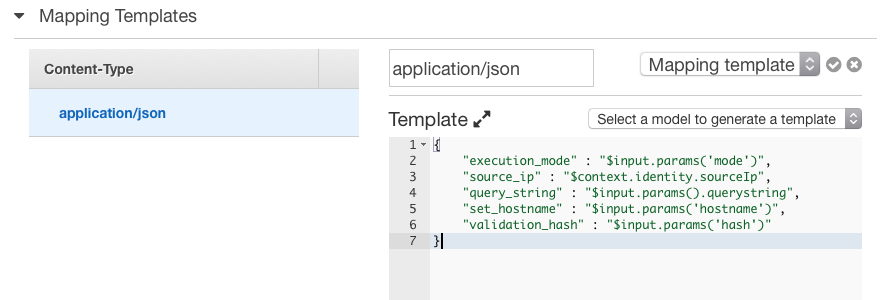 Mapping Templates
Content-Type
application/json
application/json
Mapping template
Template
Select a model to generate a template
1 {
2 "execution_mode" : "$input.params('mode')",
3 "source_ip" : "$context.identity.sourceIp",
4 "query_string" : "$input.params().querystring",
5 "set_hostname" : "$input.params('hostname')",
6 "validation_hash" : "$input.params('hash')"
7 }